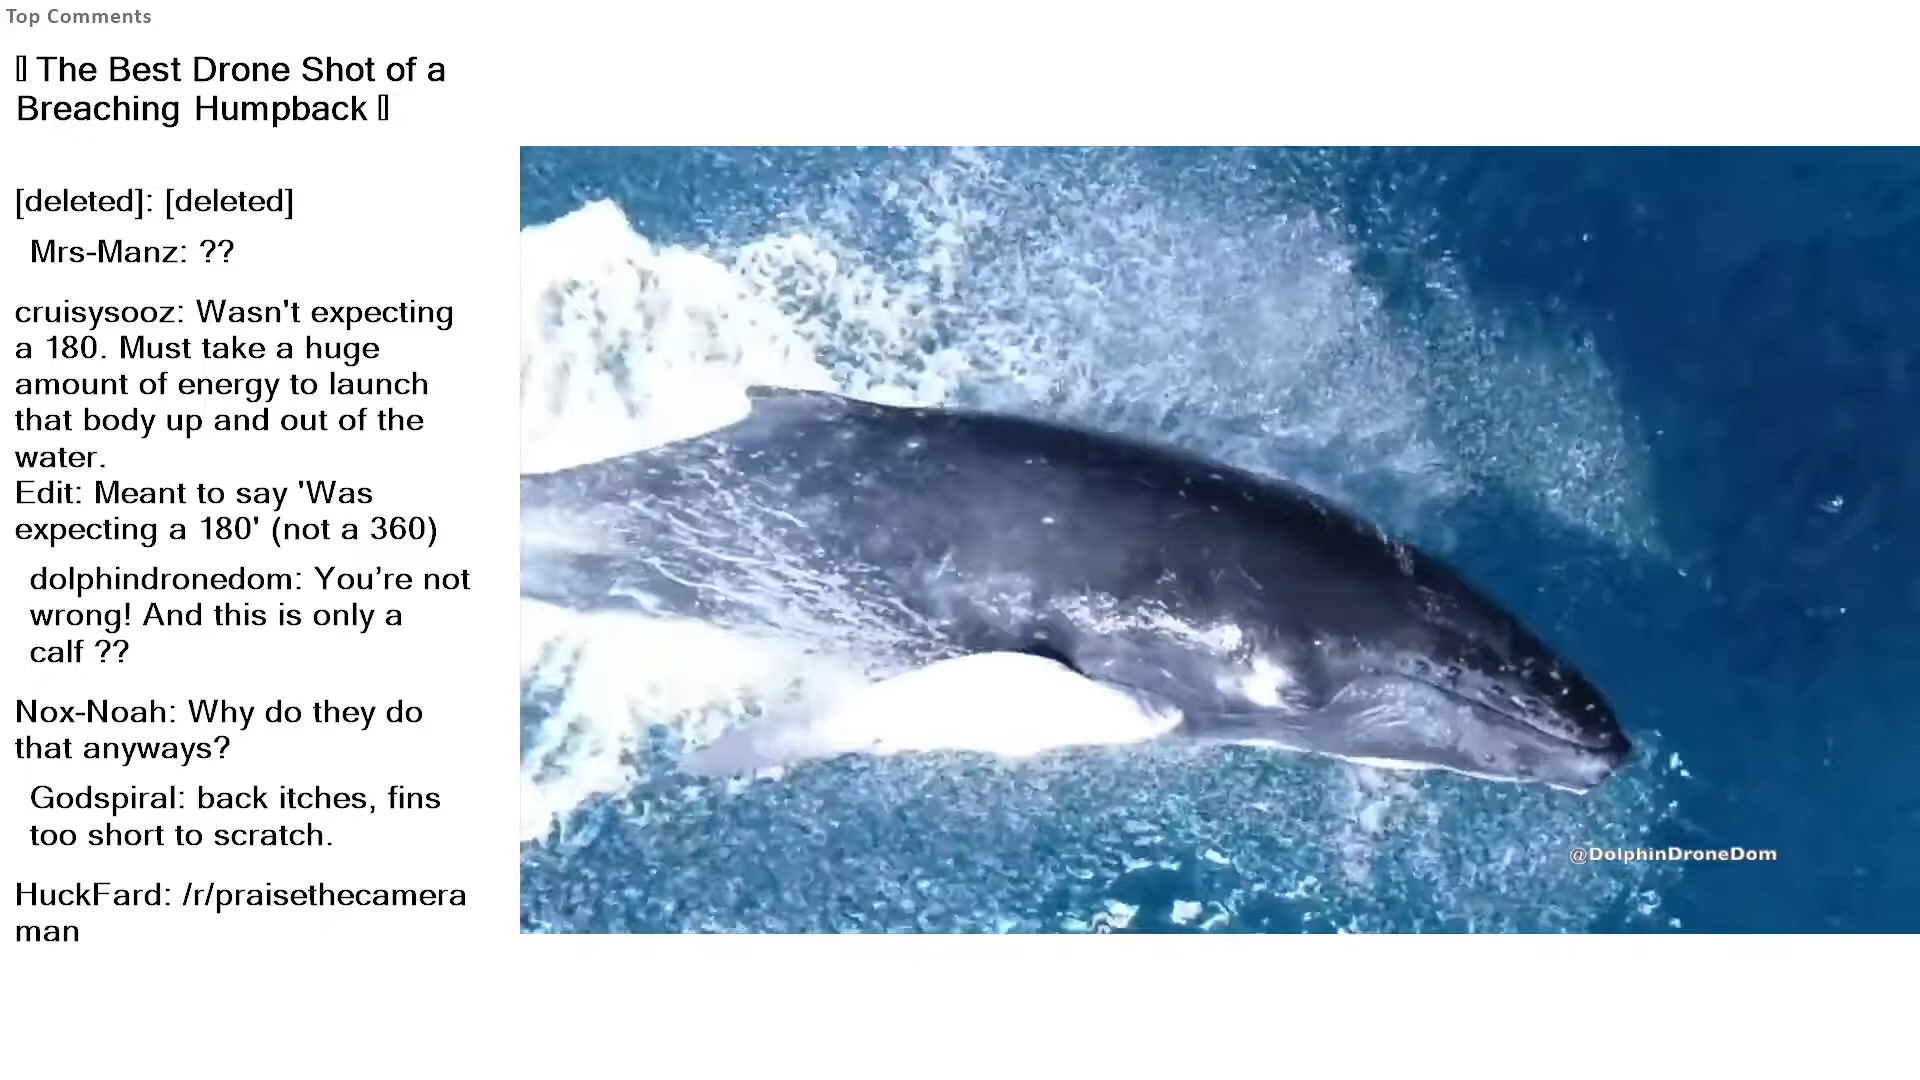 Top Comments
The Best Drone Shot of a
Breaching Humpback
[deleted]: [deleted]
Mrs-Manz: ??
cruisysooz: Wasn't expecting
a 180. Must take a huge
amount of energy to launch
that body up and out of the
water.
Edit: Meant to say 'Was
expecting a 180' (not a 360)
dolphindronedom: You’re not
wrong! And this is only a
calf ??
Nox-Noah: Why do they do
that anyways?
Godspiral: back itches, fins
too short to scratch.
HuckFard: /r/praisethecamera
man
@DolphinDroneDom